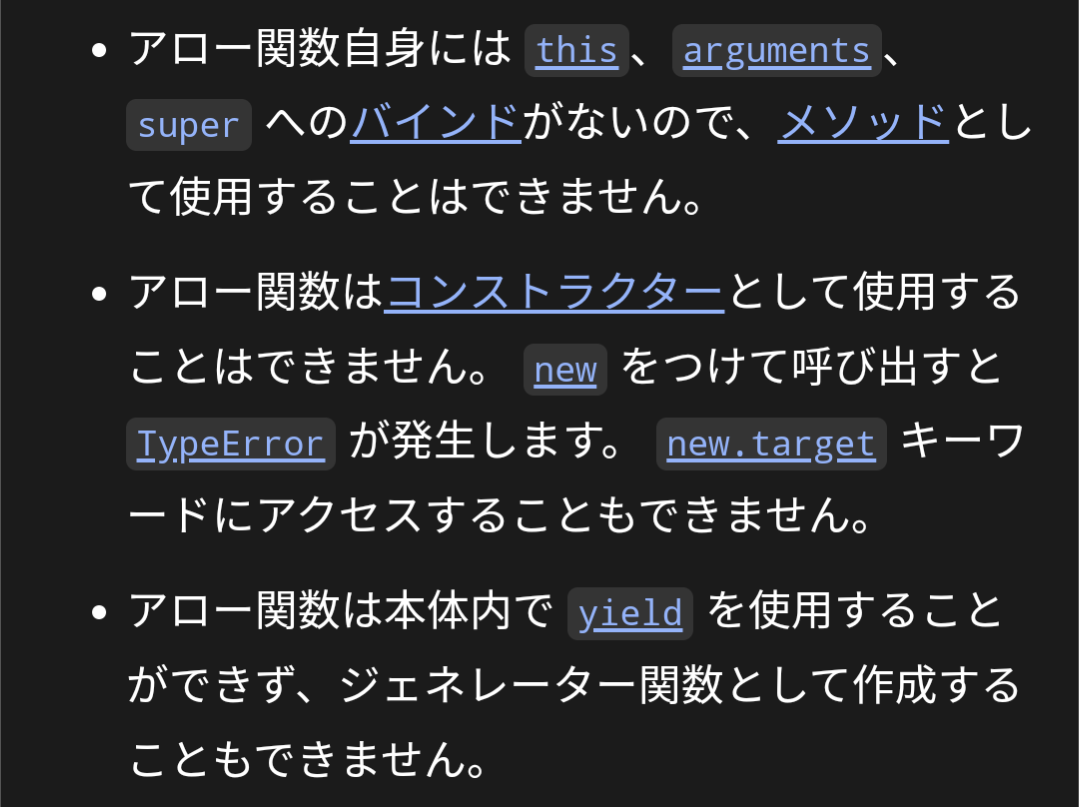 • アロー関数自身には this 、 arguments 、
super へのバインドがないので、メソッドとし
て使用することはできません。
• アロー関数はコンストラクターとして使用する
ことはできません。 new をつけて呼び出すと
TypeError が発生します。 new.target キーワ
ードにアクセスすることもできません。
• アロー関数は本体内で yield を使用すること
ができず、ジェネレーター関数として作成する
こともできません。